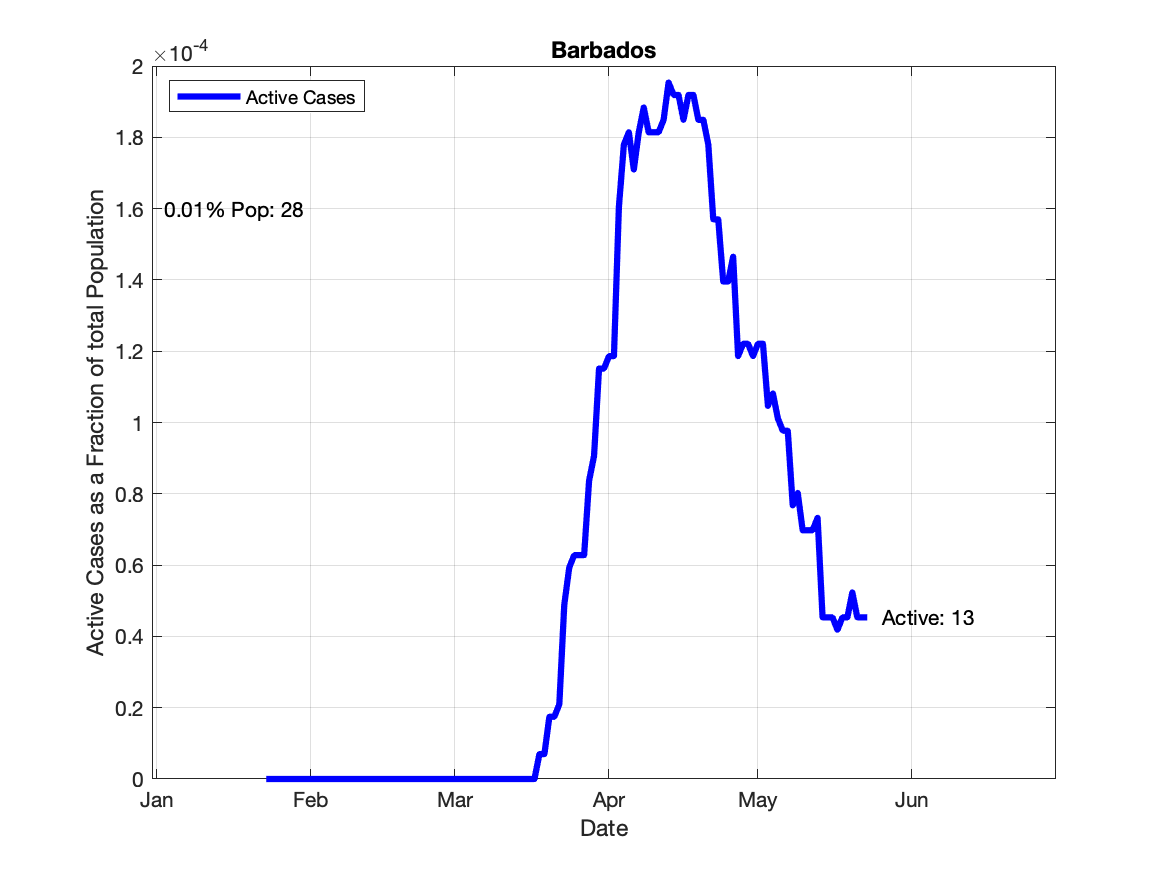 Barbados
×10-4
2
1.8
1.6
1.4
1.2
1
0.8
0.6
0.4
0.2
0
Active Cases
0.01% Pop: 28
Active: 13
Active Cases as a Fraction of total Population
Jan Feb Mar Apr May Jun
Date